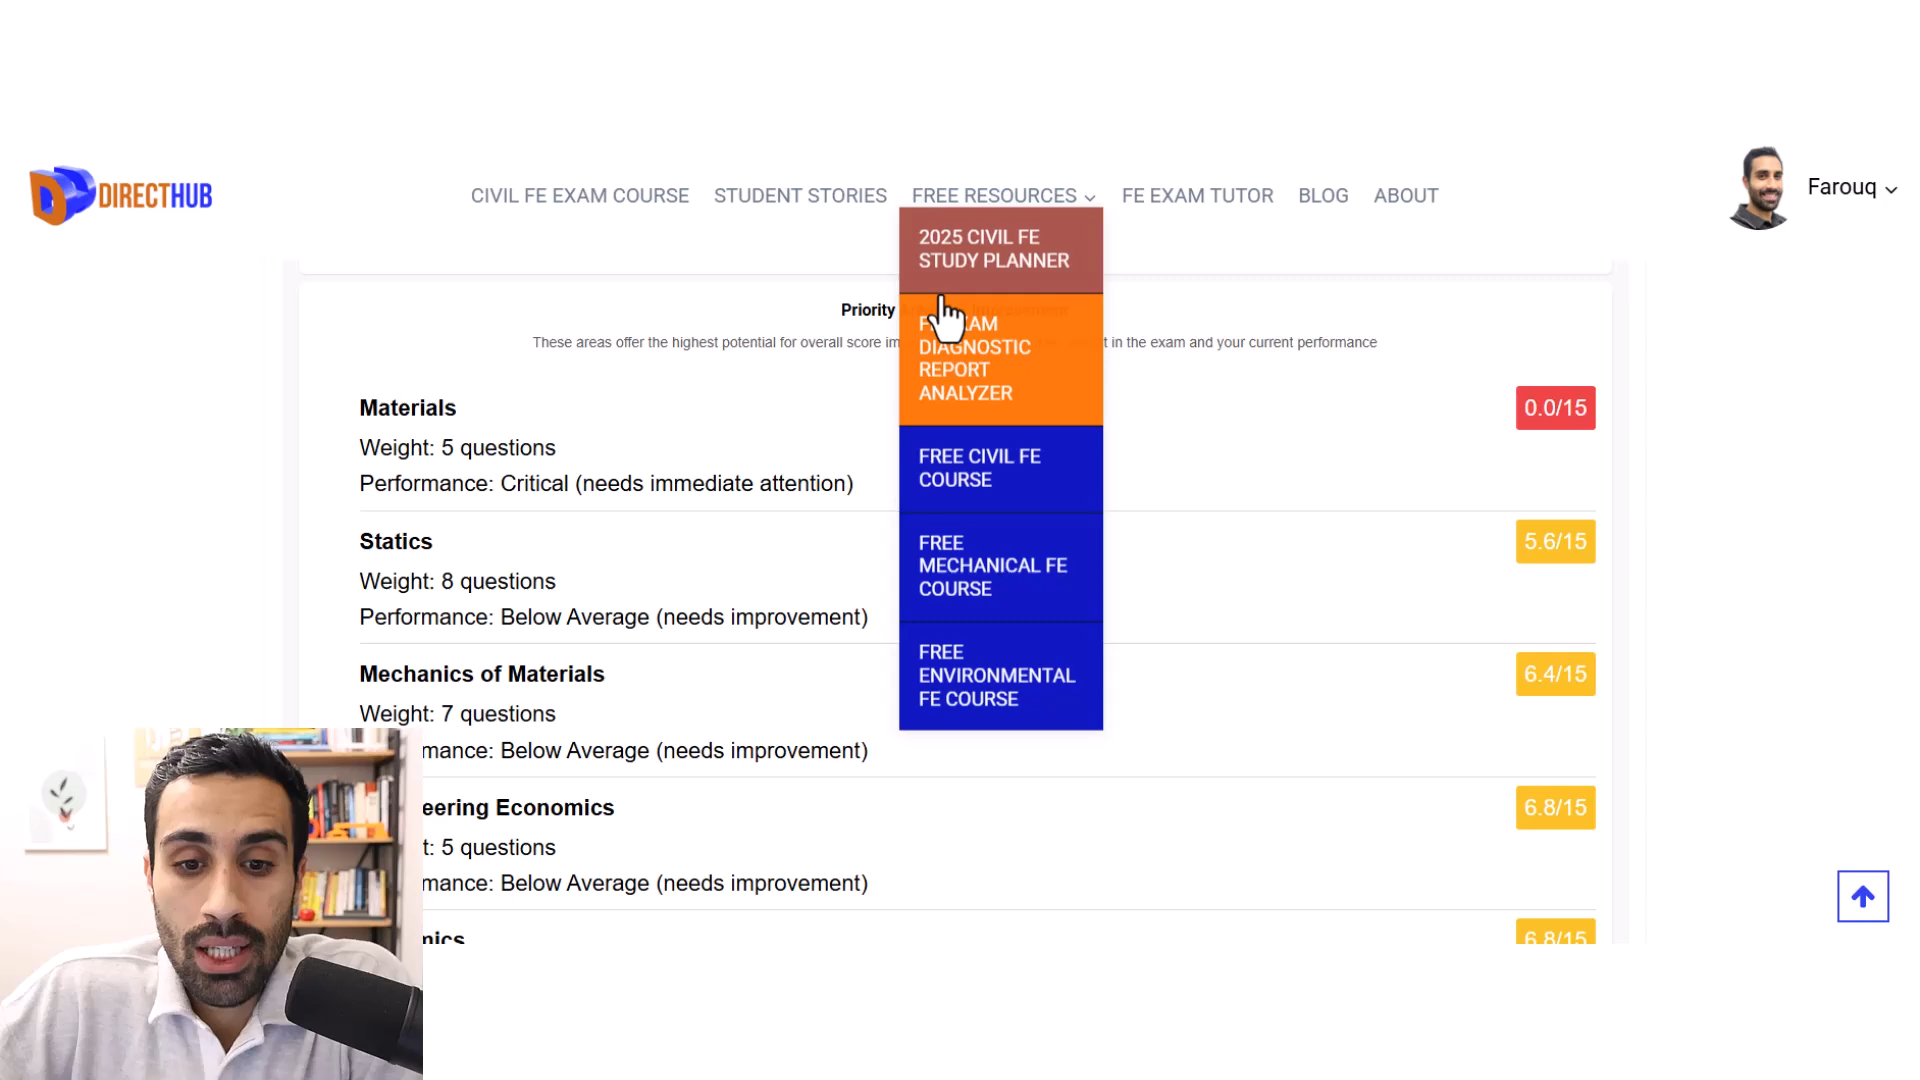 DIRECTHUB
CIVIL FE EXAM COURSE
STUDENT STORIES
FREE RESOURCES
FE EXAM TUTOR
BLOG
ABOUT
Farouq
2025 CIVIL FE
STUDY PLANNER
DIAGNOSTIC
REPORT
ANALYZER
FREE CIVIL FE
COURSE
FREE
MECHANICAL FE
COURSE
FREE
ENVIRONMENTAL
FE COURSE
Priority
These areas offer the highest potential for overall score im
t in the exam and your current performance
Materials
0.0/15
Weight: 5 questions
Performance: Critical (needs immediate attention)
Statics
5.6/15
Weight: 8 questions
Performance: Below Average (needs improvement)
Mechanics of Materials
6.4/15
Weight: 7 questions
mance: Below Average (needs improvement)
eering Economics
6.8/15
t: 5 questions
mance: Below Average (needs improvement)
mics
6.8/15